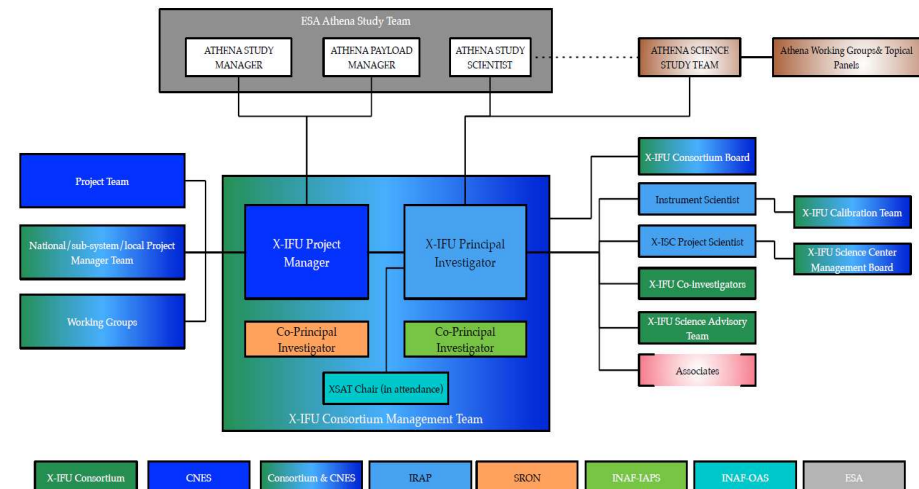 ESA Athena Study Team
ATHENA STUDY
MANAGER
ATHENA PAYLOAD
MANAGER
ATHENA STUDY
SCIENTIST
ATHENA SCIENCE
STUDY TEAM
Athena Working Groups& Topical
Panels
Project Team
National/sub-system/local Project
Manager Team
Working Groups
X-IFU Project
Manager
X-IFU Principal
Investigator
Co-Principal
Investigator
Co-Principal
Investigator
XSAT Chair (in attendance)
X-IFU Consortium Management Team
X-IFU Consortium Board
Instrument Scientist
X-IFU Calibration Team
X-ISC Project Scientist
X-IFU Science Center
Management Board
X-IFU Co-investigators
X-IFU Science Advisory
Team
Associates
X-IFU Consortium
CNES
Consortium & CNES
IRAP
SRON
INAF-IAPS
INAF-OAS
ESA